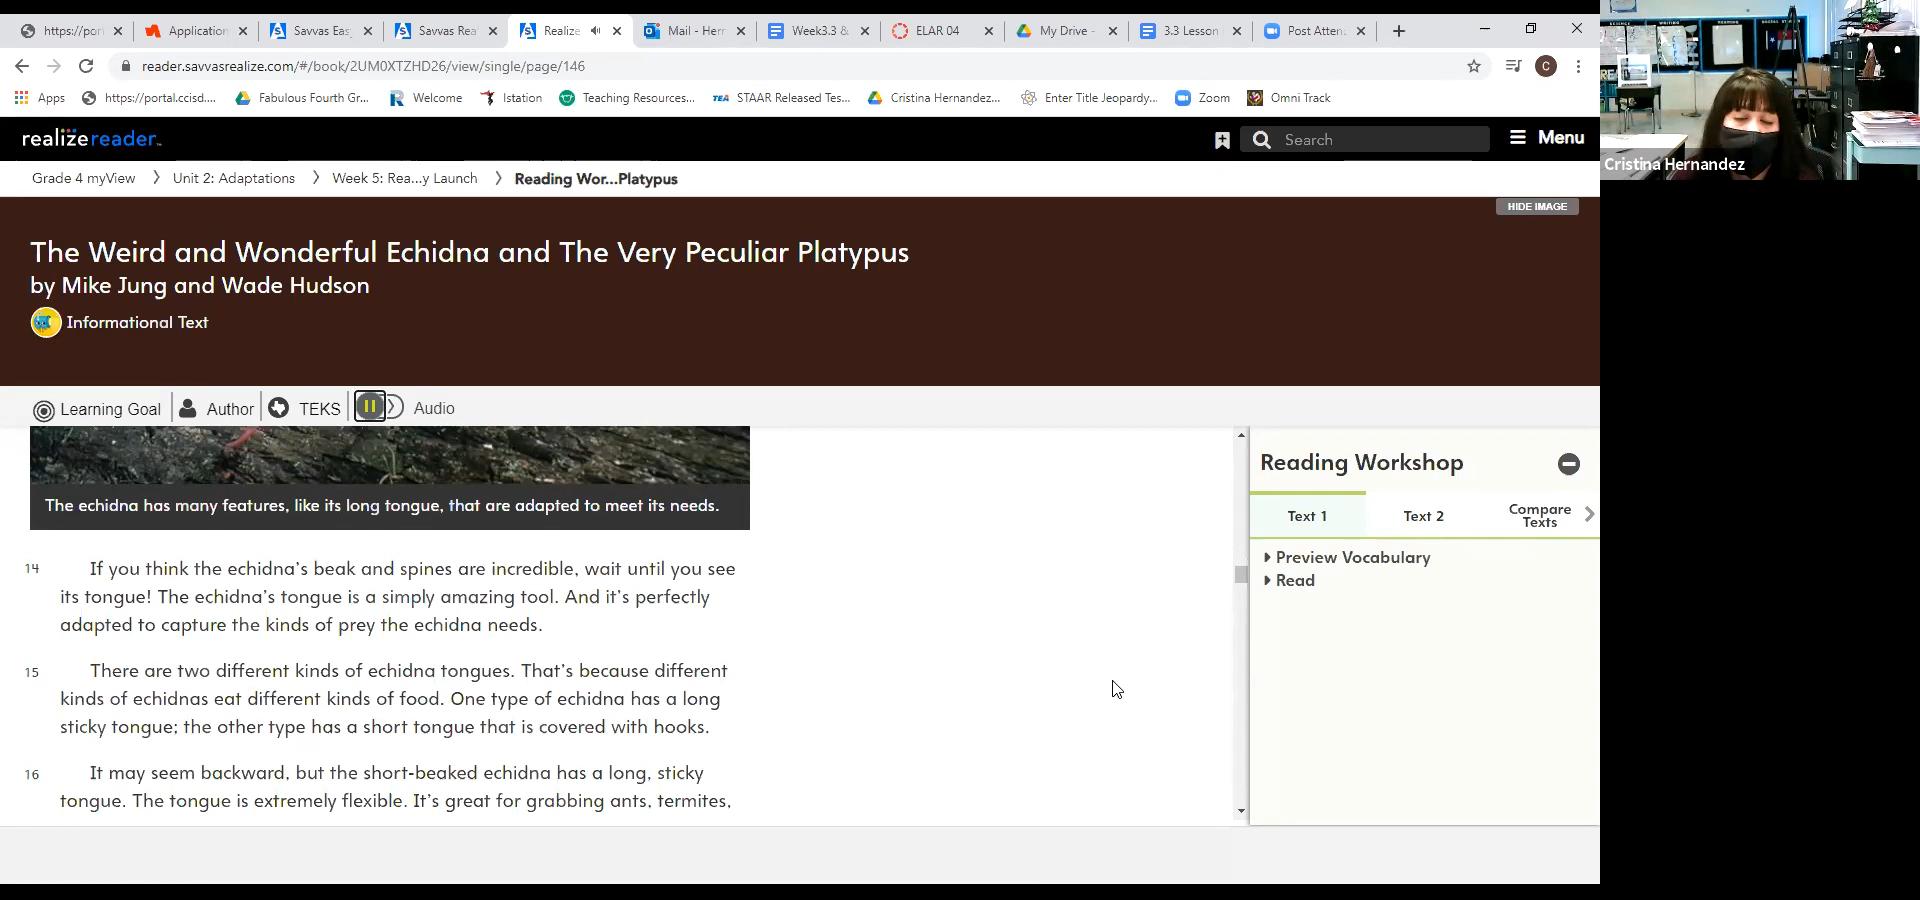 https://por
Application
Savvas Eas
Savvas Rea
Realize
Mail - Herr
Week3.3 &
ELAR 04
My Drive -
3.3 Lesson
Post Atten
reader.savvasrealize.com/#/book/2UM0XTZHD26/view/single/page/146
C
Apps
https://portal.ccisd....
Fabulous Fourth Gr...
Welcome
Istation
Teaching Resources...
TEA STAAR Released Tes...
Cristina Hernandez...
Enter Title Jeopardy...
Zoom
Omni Track
realizereader™
Search
Menu
Grade 4 myView
Unit 2: Adaptations
Week 5: Rea...y Launch
Reading Wor...Platypus
HIDE IMAGE
The Weird and Wonderful Echidna and The Very Peculiar Platypus
by Mike Jung and Wade Hudson
Informational Text
Learning Goal
Author
TEKS
Audio
The echidna has many features, like its long tongue, that are adapted to meet its needs.
14 If you think the echidna's beak and spines are incredible, wait until you see
its tongue! The echidna's tongue is a simply amazing tool. And it's perfectly
adapted to capture the kinds of prey the echidna needs.
15 There are two different kinds of echidna tongues. That's because different
kinds of echidnas eat different kinds of food. One type of echidna has a long
sticky tongue; the other type has a short tongue that is covered with hooks.
16 It may seem backward, but the short-beaked echidna has a long, sticky
tongue. The tongue is extremely flexible. It's great for grabbing ants, termites,
Reading Workshop
Text 1
Text 2
Compare
Texts
Preview Vocabulary
Read
Cristina Hernandez